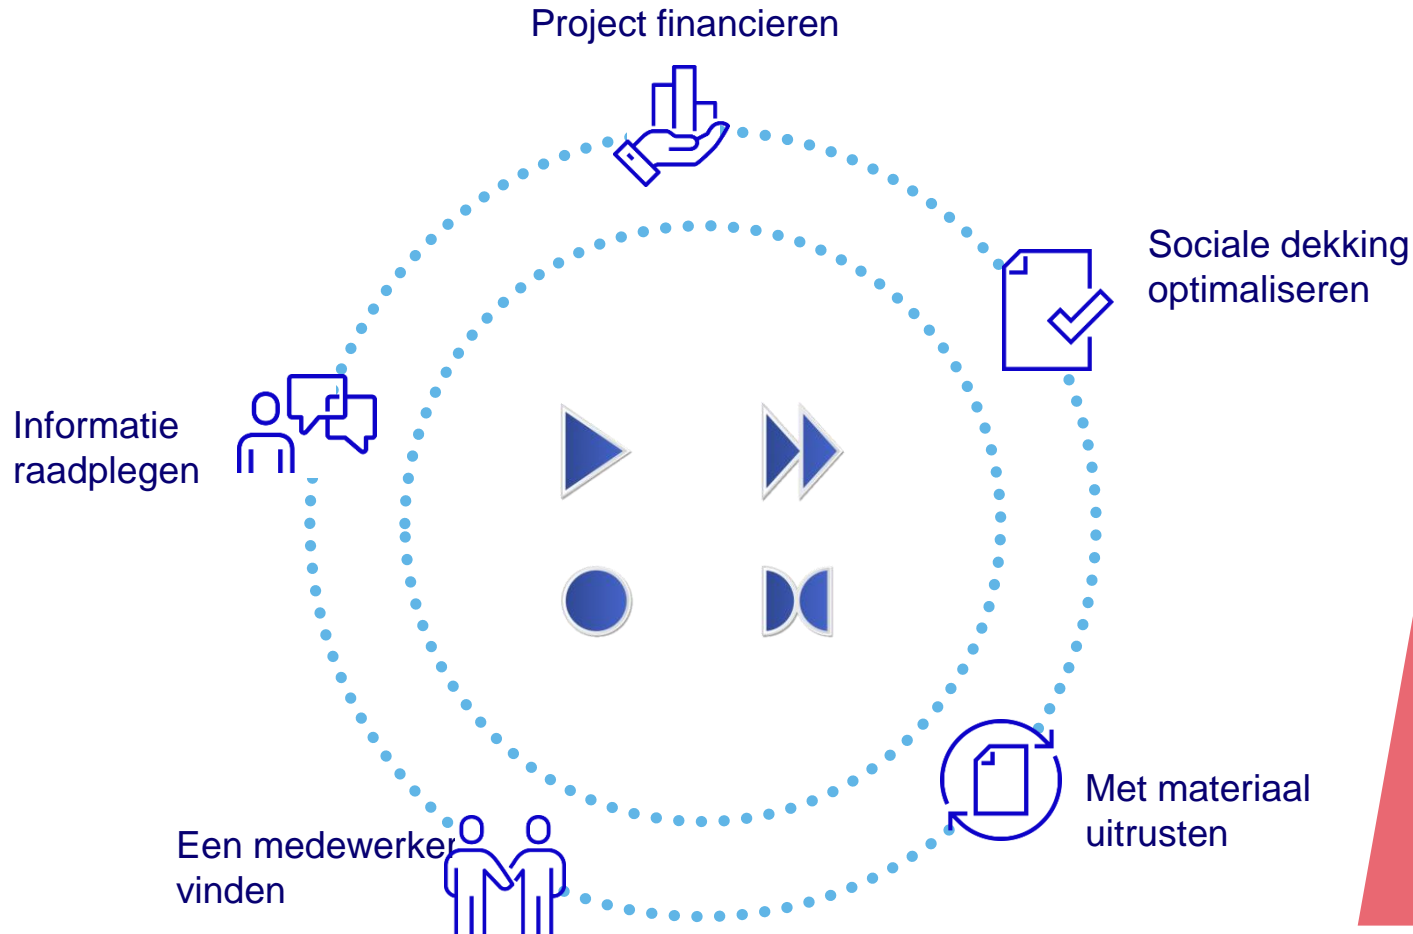 Project financieren
Sociale dekking
optimaliseren
Informatie
raadplegen
Met materiaal
uitrusten
Een medewerker
vinden